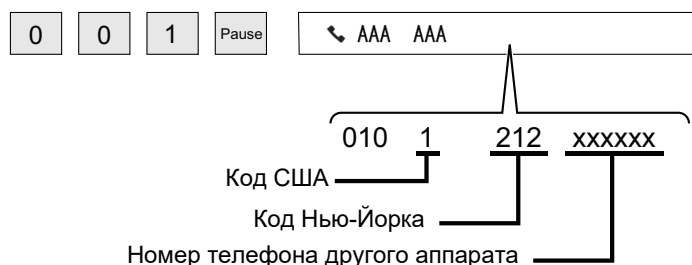 0 0 1 Pause AAA AAA
010 1 212 xxxxxx
Код США
Код Нью-Йорка
Номер телефона другого аппарата